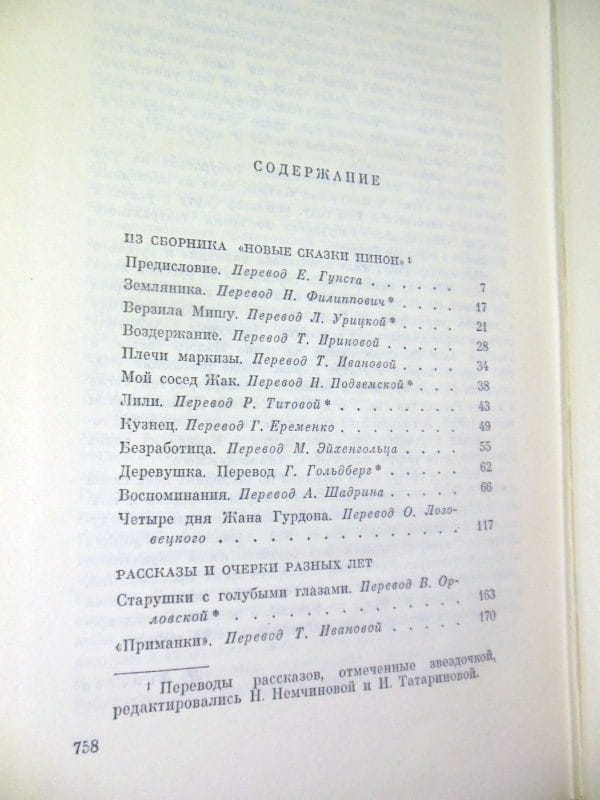 СОДЕРЖАНИЕ
ИЗ СБОРНИКА «НОВЫЕ СКАЗКИ НИНОН» ¹
Предисловие. Перевод Е. Гунста . . . . . . 7
Земляника. Перевод Н. Филиппович * . . . . 17
Верзила Мишу. Перевод Л. Урицкой * . . . . 21
Воздержание. Перевод Т. Ириновой . . . . 28
Плечи маркизы. Перевод Т. Ивановой . . . . 34
Мой сосед Жак. Перевод Н. Подземской * . . . 38
Лили. Перевод Р. Титовой * . . . . . . . . 43
Кузнец. Перевод Г. Еременко . . . . . . . 49
Безработица. Перевод М. Эйхенгольца . . . . 55
Деревушка. Перевод Г. Гольдберг * . . . . . 62
Воспоминания. Перевод А. Шадрина . . . . . 66
Четыре дня Жана Гурдона. Перевод О. Лозо-
вецкого . . . . . . . . . . . . . 117
РАССКАЗЫ И ОЧЕРКИ РАЗНЫХ ЛЕТ
Старушки с голубыми глазами. Перевод В. Ор-
ловской * . . . . . . . . . . . . 163
«Приманки». Перевод Т. Ивановой . . . . . 170
¹ Переводы рассказов, отмеченные звездочкой,
редактировались Н. Немчиновой и И. Татариновой.
758